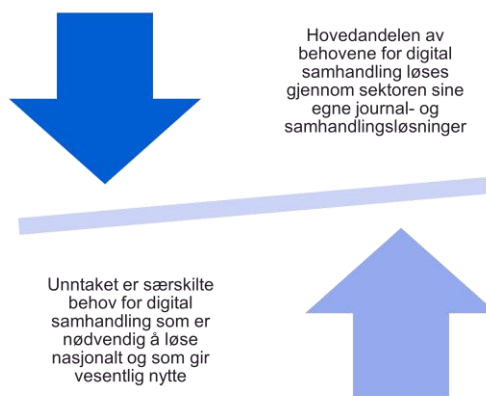 Hovedandelen av
behovene for digital
samhandling løses
gjennom sektoren sine
egne journal- og
samhandlingsløsninger
Unntaket er særskilte
behov for digital
samhandling som er
nødvendig å løse
nasjonalt og som gir
vesentlig nytte